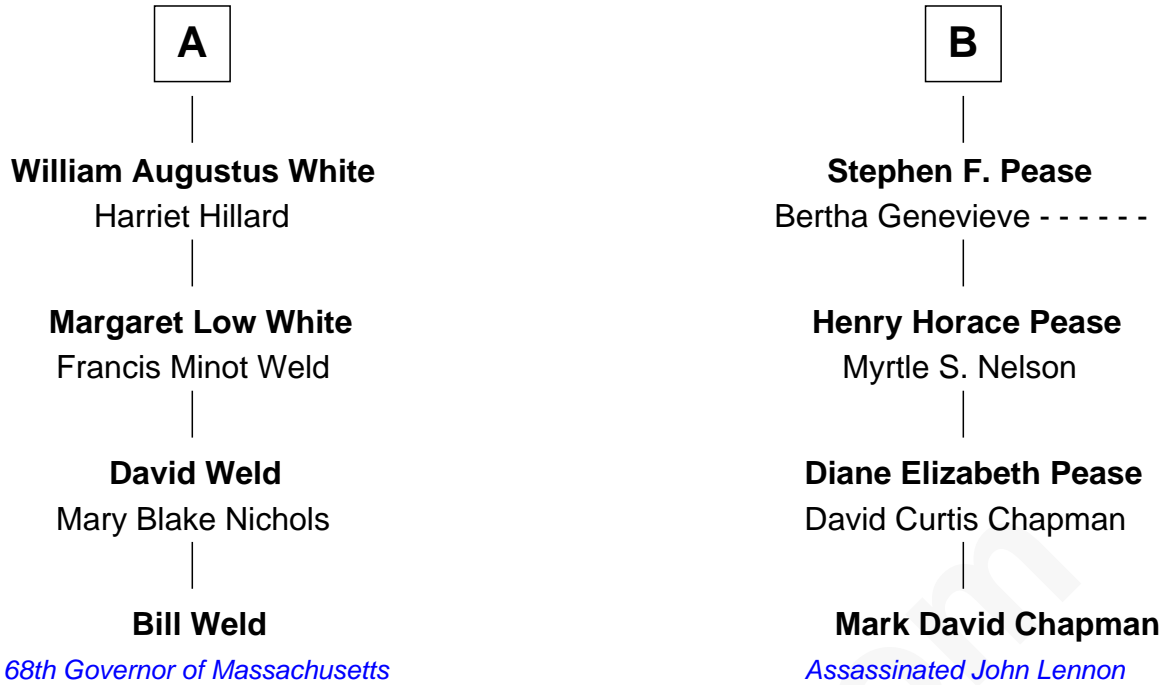 A
William Augustus White
Harriet Hillard
Margaret Low White
Francis Minot Weld
David Weld
Mary Blake Nichols
Bill Weld
68th Governor of Massachusetts
B
Stephen F. Pease
Bertha Genevieve - - - - - -
Henry Horace Pease
Myrtle S. Nelson
Diane Elizabeth Pease
David Curtis Chapman
Mark David Chapman
Assassinated John Lennon